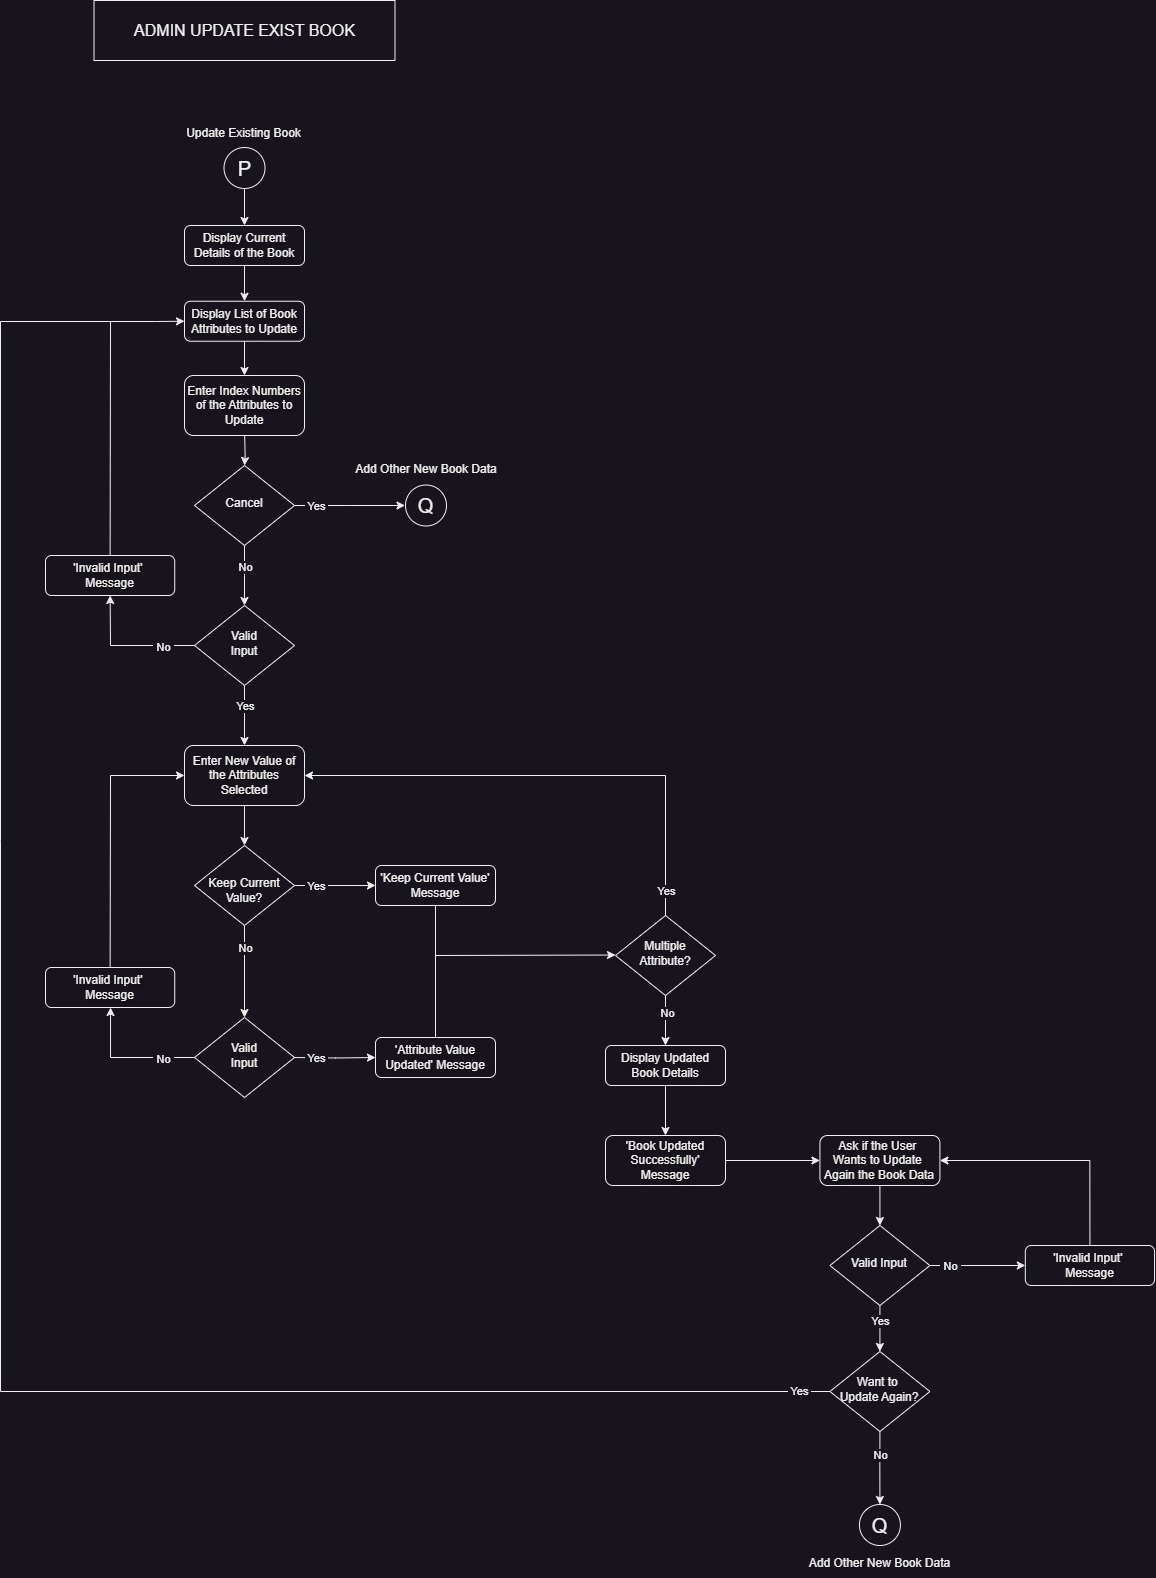 ADMIN UPDATE EXIST BOOK
Update Existing Book
P
Display Current
Details of the Book
Display List of Book
Attributes to Update
Enter Index Numbers
of the Attributes to
Update
Add Other New Book Data
Cancel
Yes
Q
No
'Invalid Input'
Message
Valid
Input
No
Yes
Enter New Value of
the Attributes
Selected
Keep Current
Value?
Yes
'Keep Current Value'
Message
Yes
No
Multiple
Attribute?
'Invalid Input'
Message
No
Valid
Input
No
Yes
'Attribute Value
Updated' Message
Display Updated
Book Details
'Book Updated
Successfully'
Message
Ask if the User
Wants to Update
Again the Book Data
Valid Input
No
'Invalid Input'
Message
Yes
Want to
Update Again?
Yes
No
Q
Add Other New Book Data